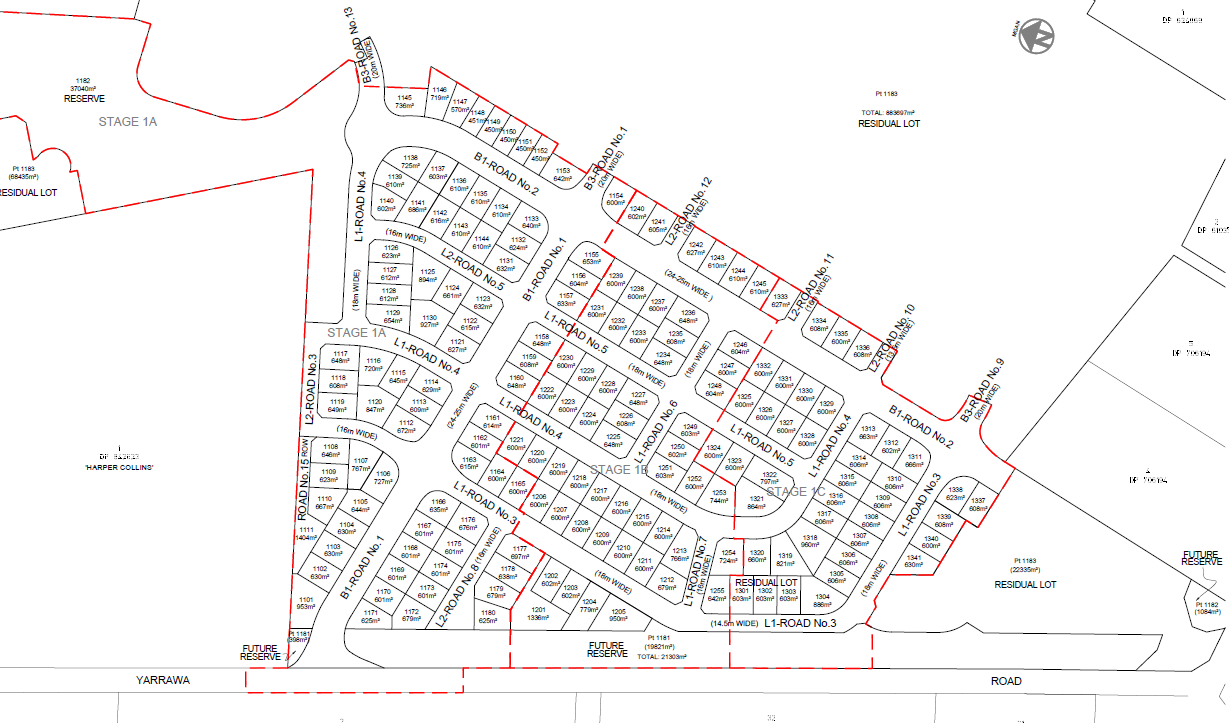 1182
37040m²
RESERVE
STAGE 1A
Pt 1183
(68435m²)
RESIDUAL LOT
B3-ROAD No.13
(20m WIDE)
1145
736m²
1146
719m²
1147
570m²
1148
451m²
1149
450m²
1150
450m²
1151
450m²
1152
450m²
1153
642m²
B3-ROAD No.1
(20m WIDE)
Pt 1183
TOTAL: 883697m²
RESIDUAL LOT
1138
725m²
1137
603m²
1139
610m²
1136
610m²
1135
610m²
1134
610m²
1133
640m²
1140
602m²
1141
686m²
1142
616m²
1143
610m²
1144
610m²
1132
624m²
1131
632m²
B1-ROAD No.2
L1-ROAD No.4
(16m WIDE)
L2-ROAD No.5
B1-ROAD No.1
1154
600m²
1240
602m²
1241
605m²
L2-ROAD No.12
(16m WIDE)
1242
627m²
1243
610m²
1244
610m²
1245
610m²
1333
627m²
L2-ROAD No.11
(16m WIDE)
1334
608m²
1335
600m²
1336
608m²
L2-ROAD No.10
1126
623m²
1127
612m²
1128
612m²
1129
654m²
1125
894m²
1124
661m²
1123
632m²
1122
615m²
1130
927m²
1121
627m²
(18m WIDE)
STAGE 1A
L1-ROAD No.4
1155
653m²
1156
604m²
1157
633m²
1239
600m²
1238
600m²
1237
600m²
1236
648m²
1231
600m²
1232
600m²
1233
600m²
1235
608m²
1234
648m²
(24-25m WIDE)
L1-ROAD No.5
(18m WIDE)
(18m WIDE)
1117
648m²
1118
608m²
1119
649m²
1116
720m²
1115
645m²
1114
629m²
1113
609m²
1120
847m²
1112
672m²
L2-ROAD No.3
(16m WIDE)
(24-25m WIDE)
1158
648m²
1159
608m²
1160
648m²
1230
600m²
1229
600m²
1228
600m²
1227
648m²
1222
600m²
1223
600m²
1224
600m²
1226
608m²
1225
648m²
L1-ROAD No.4
L1-ROAD No.6
1246
604m²
1247
600m²
1248
604m²
1332
600m²
1331
600m²
1330
600m²
1329
600m²
1325
600m²
1326
600m²
1327
600m²
1328
600m²
L1-ROAD No.5
L1-ROAD No.4
B1-ROAD No.2
B3-ROAD No.9
(20m WIDE)
1108
646m²
1107
767m²
1106
727m²
1109
623m²
1110
667m²
1105
644m²
1111
1404m²
1104
630m²
1103
630m²
1102
630m²
1101
953m²
ROAD No.15 ROW
B1-ROAD No.1
1161
614m²
1162
601m²
1163
615m²
1164
600m²
1165
600m²
1221
600m²
1220
600m²
1219
600m²
1218
600m²
1217
600m²
1216
600m²
1215
600m²
1214
600m²
1213
766m²
1206
600m²
1207
600m²
1208
600m²
1209
600m²
1210
600m²
1211
600m²
1212
679m²
STAGE 1B
(18m WIDE)
L1-ROAD No.3
(16m WIDE)
1249
603m²
1250
602m²
1251
603m²
1252
600m²
1253
744m²
1324
600m²
1323
600m²
1322
797m²
1321
864m²
STAGE 1C
1313
663m²
1312
602m²
1311
666m²
1314
606m²
1315
606m²
1310
606m²
1316
606m²
1309
606m²
1317
606m²
1308
606m²
1318
960m²
1307
606m²
1306
606m²
1305
606m²
1304
886m²
L1-ROAD No.3
(18m WIDE)
1338
623m²
1337
608m²
1339
608m²
1340
600m²
1341
630m²
1166
635m²
1167
601m²
1168
601m²
1169
601m²
1170
601m²
1171
625m²
1176
676m²
1175
601m²
1174
601m²
1173
601m²
1172
679m²
L2-ROAD No.8
(16m WIDE)
1177
697m²
1178
638m²
1179
679m²
1180
625m²
1202
602m²
1203
602m²
1204
779m²
1205
950m²
1201
1336m²
L1-ROAD No.7
(16m WIDE)
1254
724m²
1320
660m²
1319
821m²
RESIDUAL LOT
1255
642m²
1301
603m²
1302
603m²
1303
603m²
(14.5m WIDE)
L1-ROAD No.3
Pt 1183
(22335m²)
RESIDUAL LOT
FUTURE
RESERVE
Pt 1182
(1084m²)
'HARPER COLLINS'
Pt 1181
(398m²)
FUTURE
RESERVE
FUTURE
RESERVE
Pt 1181
(19821m²)
TOTAL: 21303m²
YARRAWA
ROAD
32